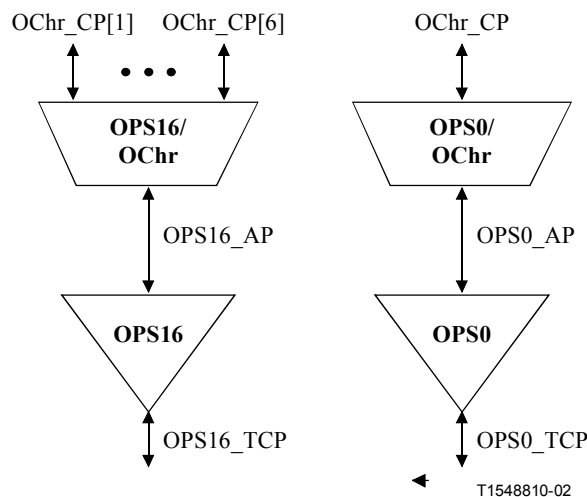 OChr_CP[1] OChr_CP[6] OChr_CP
• • •
OPS16/ OPS0/
OChr OChr
OPS16_AP OPS0_AP
OPS16 OPS0
OPS16_TCP OPS0_TCP
T1548810-02